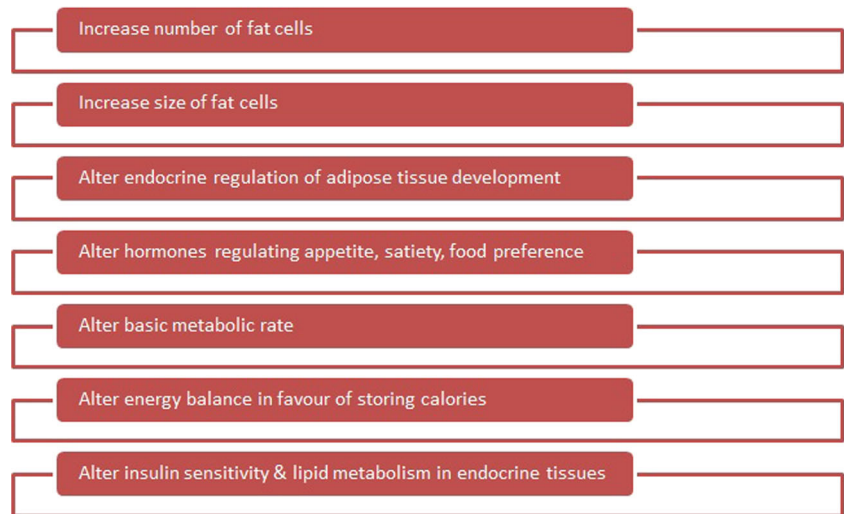 Increase number of fat cells
Increase size of fat cells
Alter endocrine regulation of adipose tissue development
Alter hormones regulating appetite, satiety, food preference
Alter basic metabolic rate
Alter energy balance in favour of storing calories
Alter insulin sensitivity & lipid metabolism in endocrine tissues